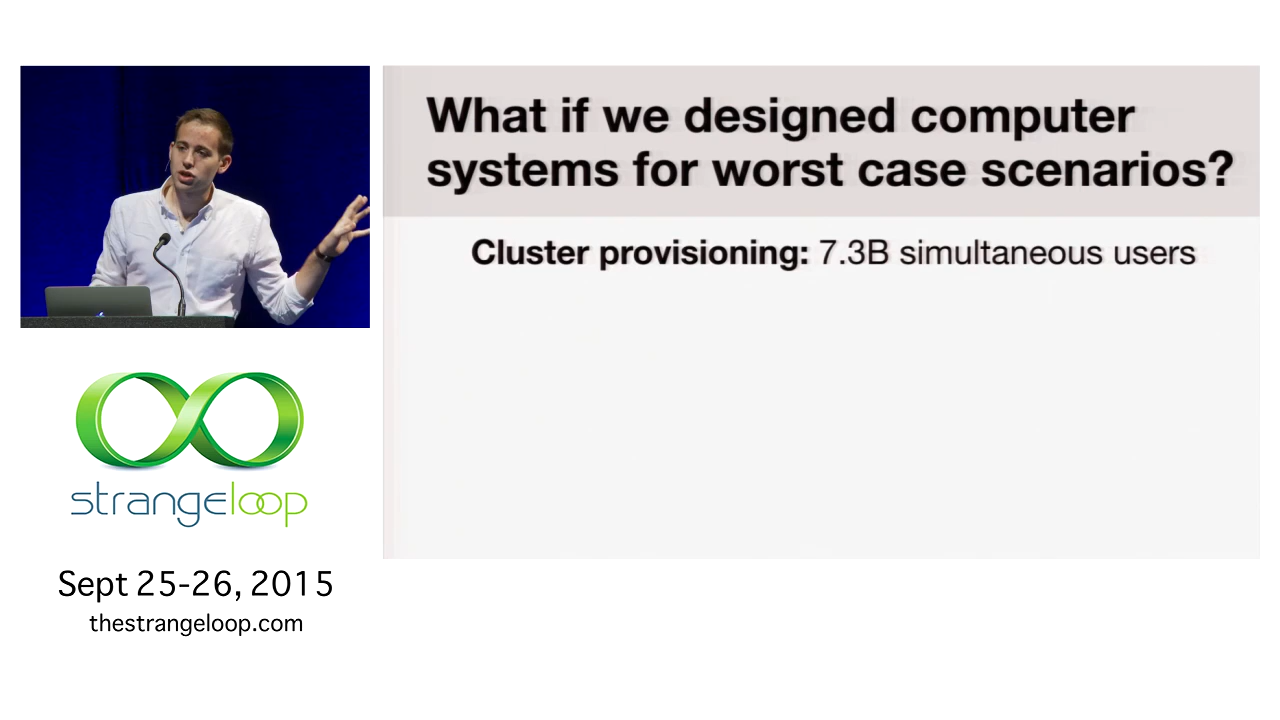 What if we designed computer
systems for worst case scenarios?
Cluster provisioning: 7.3B simultaneous users
strangeloop
Sept 25-26, 2015
thestrangeloop.com